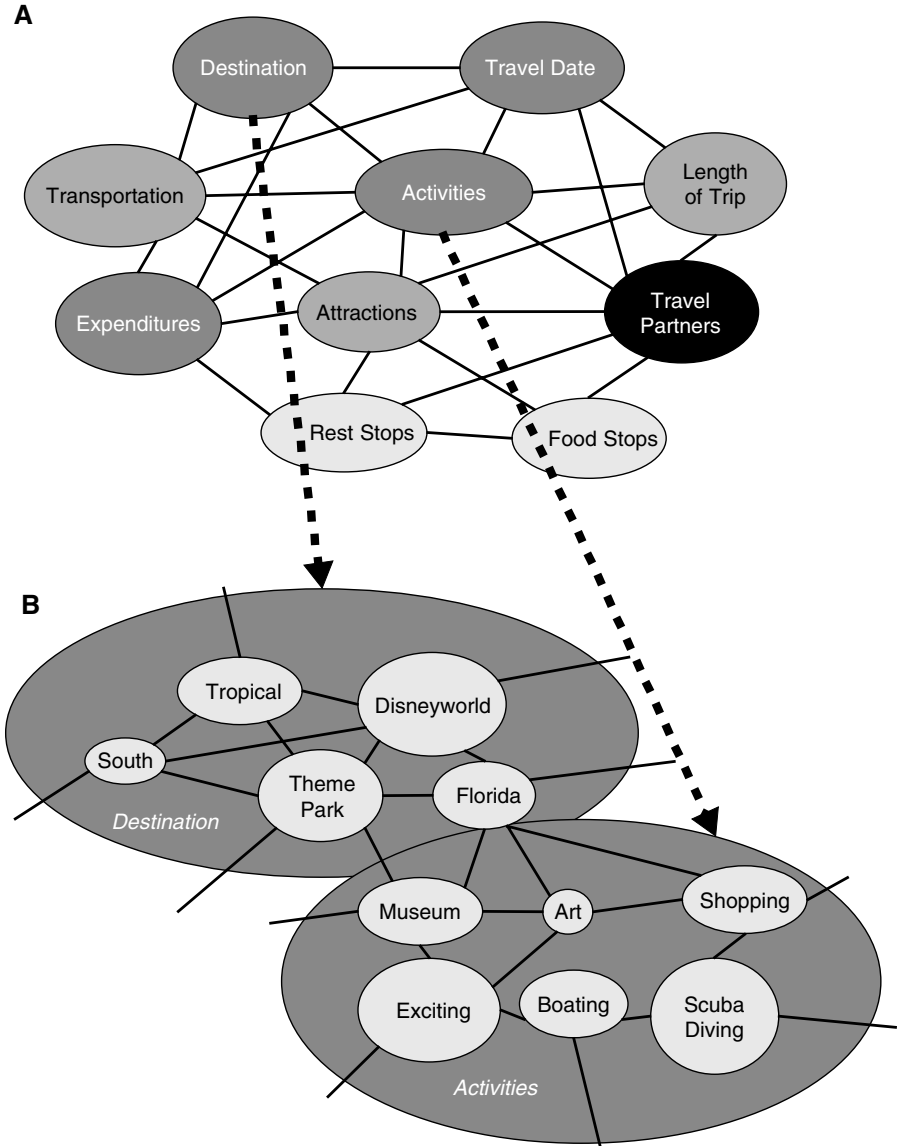 A
Destination
Travel Date
Transportation
Activities
Length
of Trip
Expenditures
Attractions
Travel
Partners
Rest Stops
Food Stops
B
Tropical
Disneyworld
South
Theme
Park
Florida
Destination
Museum
Art
Shopping
Exciting
Boating
Scuba
Diving
Activities